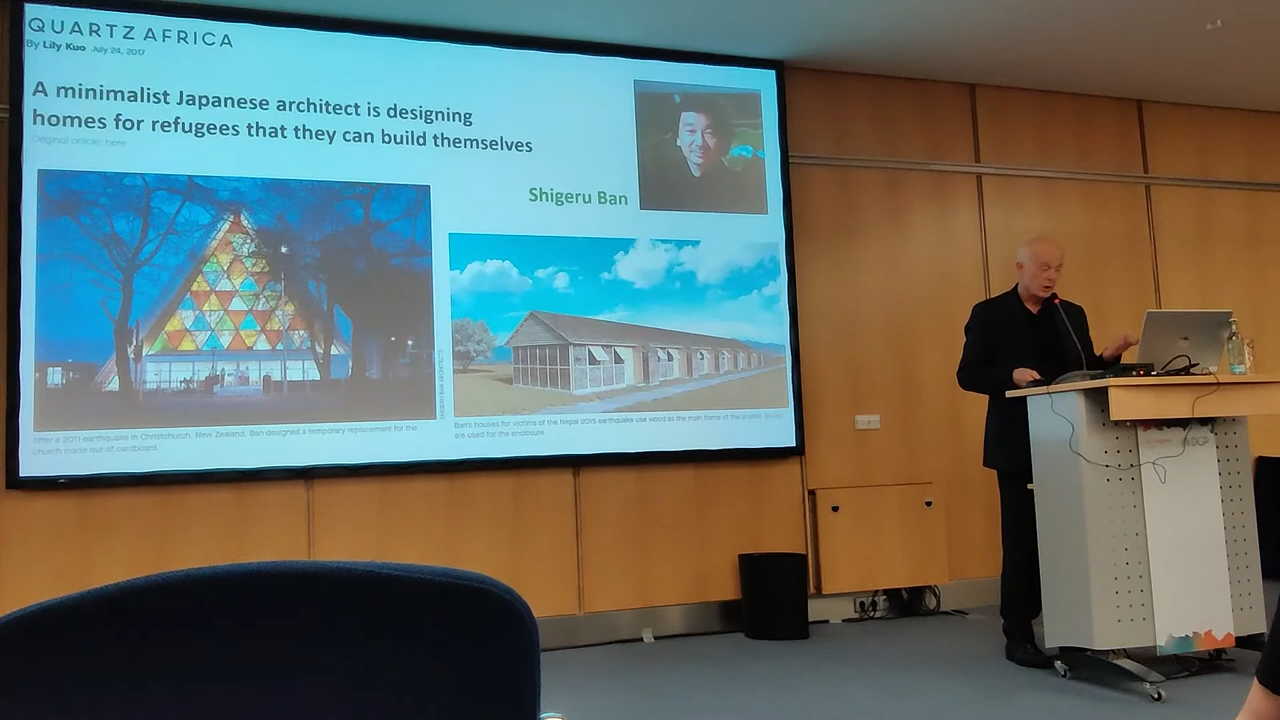 QUARTZ AFRICA
By Lily Kuo July 24, 2017
A minimalist Japanese architect is designing
homes for refugees that they can build themselves
Original article: here
Shigeru Ban
After a 2011 earthquake in Christchurch, New Zealand, Ban designed a temporary replacement for the
church made out of cardboard.
Ban's houses for victims of the Nepal 2015 earthquake use wood as the main frame of the
are used for the enclosure.
DGP